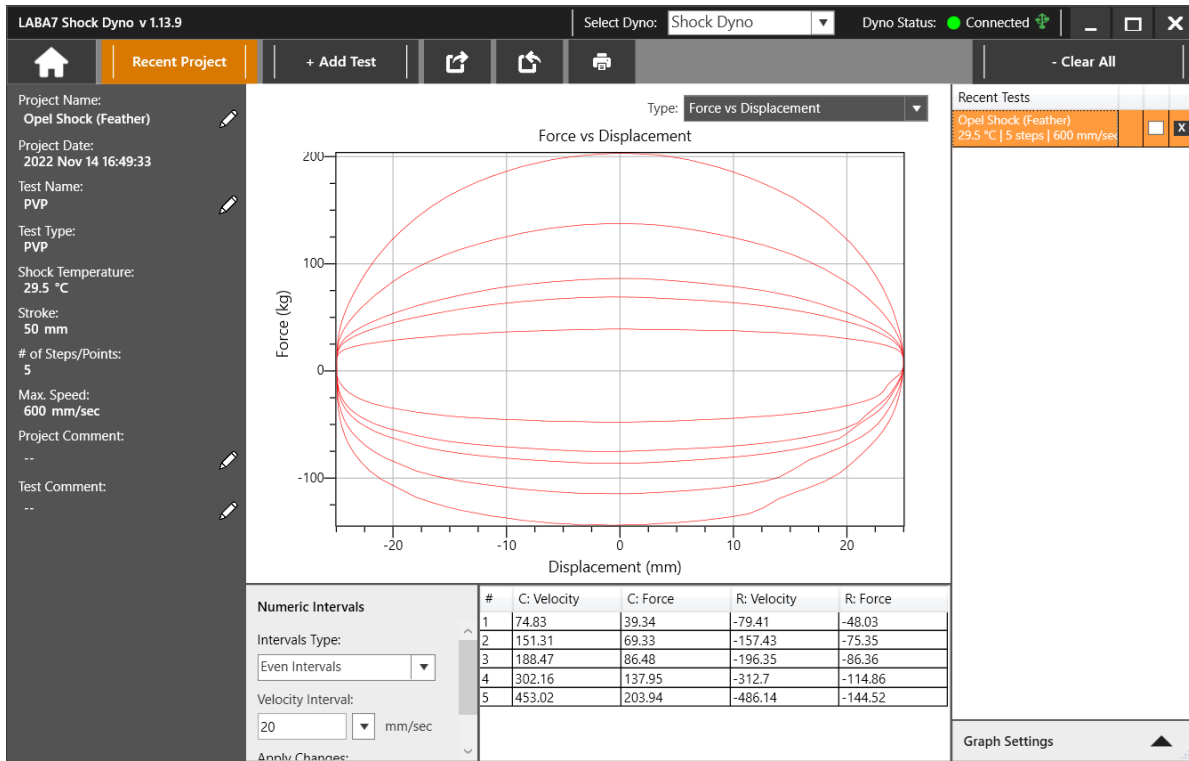 LABA7 Shock Dyno v 1.13.9
Select Dyno: Shock Dyno
Dyno Status: Connected
Recent Project
+ Add Test
- Clear All
Project Name:
Opel Shock (Feather)
Project Date:
2022 Nov 14 16:49:33
Test Name:
PVP
Test Type:
PVP
Shock Temperature:
29.5 °C
Stroke:
50 mm
# of Steps/Points:
5
Max. Speed:
600 mm/sec
Project Comment:
--
Test Comment:
--
Type: Force vs Displacement
Force vs Displacement
Force (kg)
200
100
0
-100
-20 -10 0 10 20
Displacement (mm)
Numeric Intervals
Intervals Type:
Even Intervals
Velocity Interval:
20 mm/sec
Apply Changes:
# C: Velocity C: Force R: Velocity R: Force
1 74.83 39.34 -79.41 -48.03
2 151.31 69.33 -157.43 -75.35
3 188.47 86.48 -196.35 -86.36
4 302.16 137.95 -312.7 -114.86
5 453.02 203.94 -486.14 -144.52
Recent Tests
Opel Shock (Feather)
29.5 °C | 5 steps | 600 mm/sec
X
Graph Settings